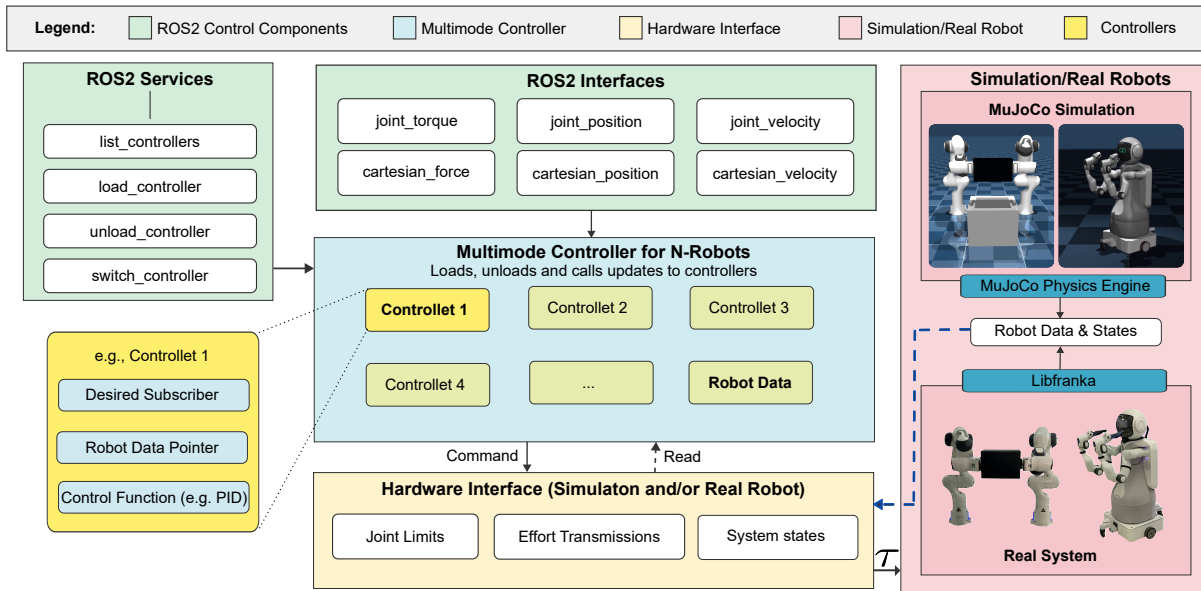 Legend:
ROS2 Control Components
Multimode Controller
Hardware Interface
Simulation/Real Robot
Controllers
ROS2 Services
list_controllers
load_controller
unload_controller
switch_controller
ROS2 Interfaces
joint_torque
joint_position
joint_velocity
cartesian_force
cartesian_position
cartesian_velocity
Multimode Controller for N-Robots
Loads, unloads and calls updates to controllers
Controllet 1
Controllet 2
Controllet 3
Controllet 4
...
Robot Data
e.g., Controllet 1
Desired Subscriber
Robot Data Pointer
Control Function (e.g. PID)
Command
Read
Hardware Interface (Simulaton and/or Real Robot)
Joint Limits
Effort Transmissions
System states
τ
Simulation/Real Robots
MuJoCo Simulation
MuJoCo Physics Engine
Robot Data & States
Libfranka
Real System